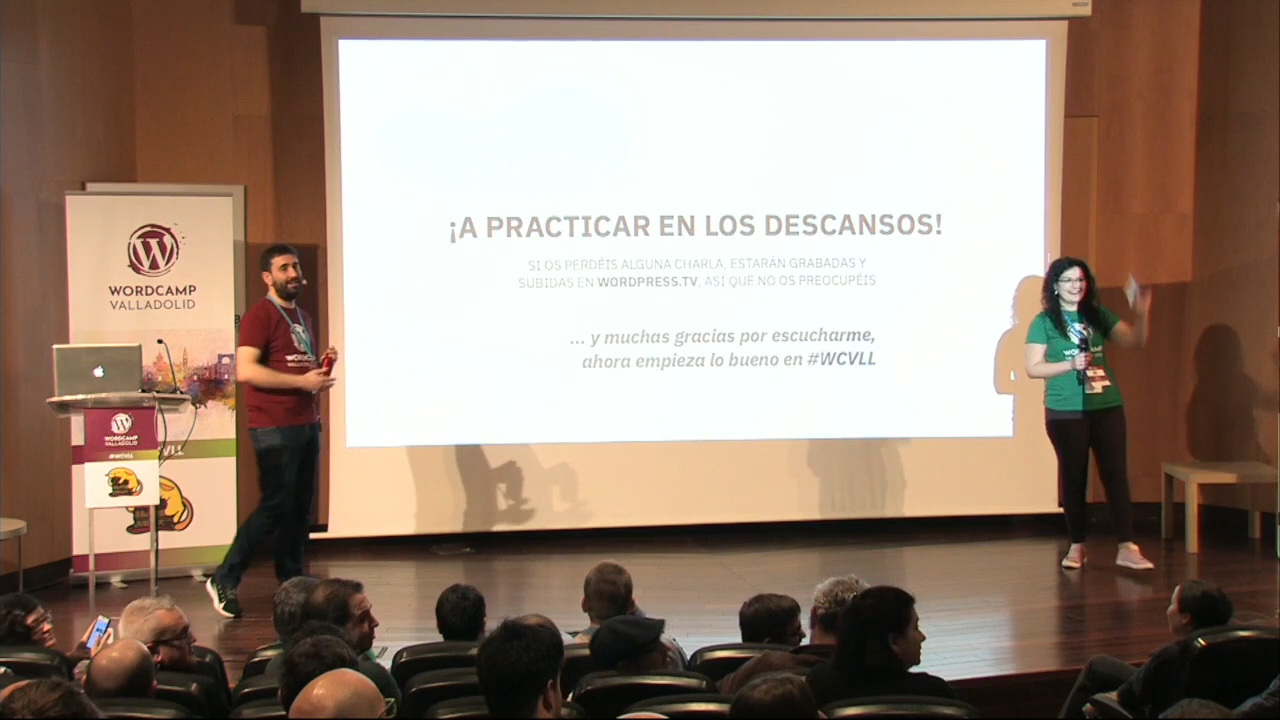 ¡A PRACTICAR EN LOS DESCANSOS!
SI OS PERDÉIS ALGUNA CHARLA, ESTARÁN GRABADAS Y
SUBIDAS EN WORDPRESS.TV, ASÍ QUE NO OS PREOCUPÉIS
... y muchas gracias por escucharme,
ahora empieza lo bueno en #WCVLL
WORDCAMP
VALLADOLID
WORDCAMP
VALLADOLID
#WCVLL